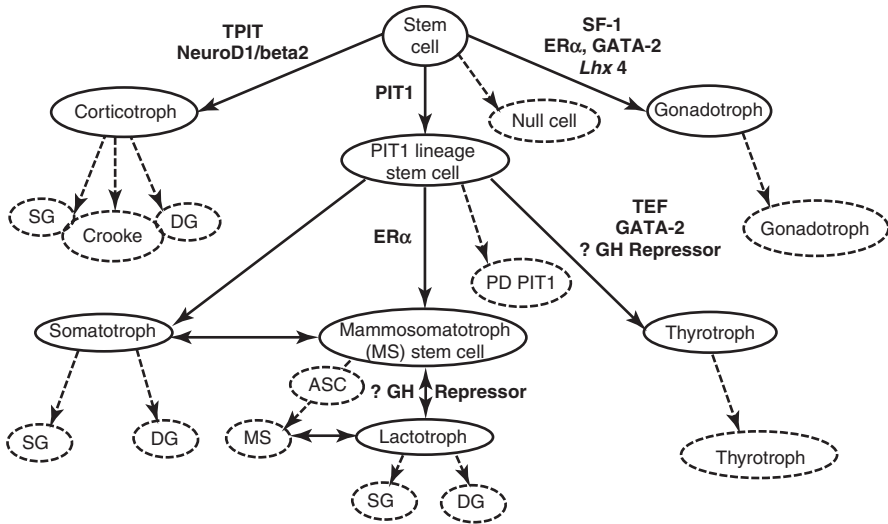 TPIT
NeuroD1/beta2
Stem
cell
SF-1
ERα, GATA-2
Lhx 4
PIT1
Corticotroph
Null cell
Gonadotroph
PIT1 lineage
stem cell
SG
Crooke
DG
ERα
TEF
GATA-2
? GH Repressor
Gonadotroph
PD PIT1
Somatotroph
Mammosomatotroph
(MS) stem cell
Thyrotroph
ASC
? GH Repressor
SG
DG
MS
Lactotroph
Thyrotroph
SG
DG